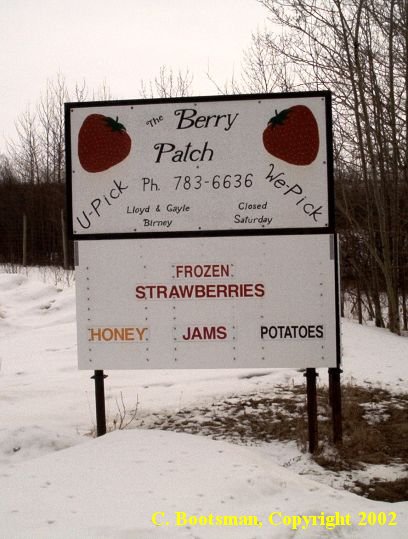 The Berry
Patch
U-Pick
Ph. 783-6636
We-Pick
Lloyd & Gayle
Birney
Closed
Saturday
FROZEN
STRAWBERRIES
HONEY JAMS POTATOES
C. Bootsman, Copyright 2002